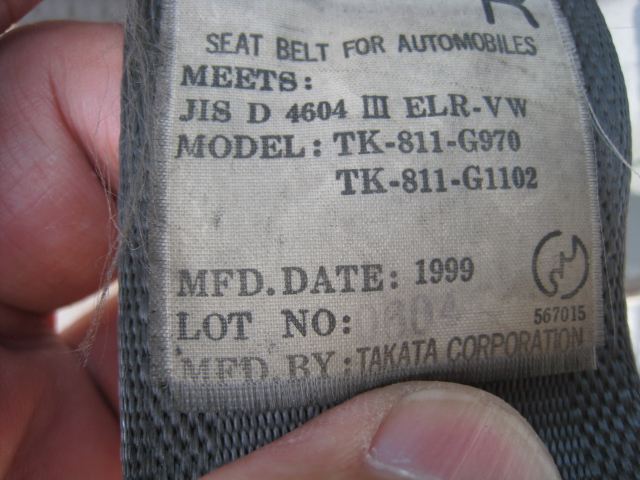 R
SEAT BELT FOR AUTOMOBILES
MEETS:
JIS D 4604 III ELR-VW
MODEL: TK-811-G970
TK-811-G1102
MFD. DATE: 1999
LOT NO:
567015
MFD. BY: TAKATA CORPORATION